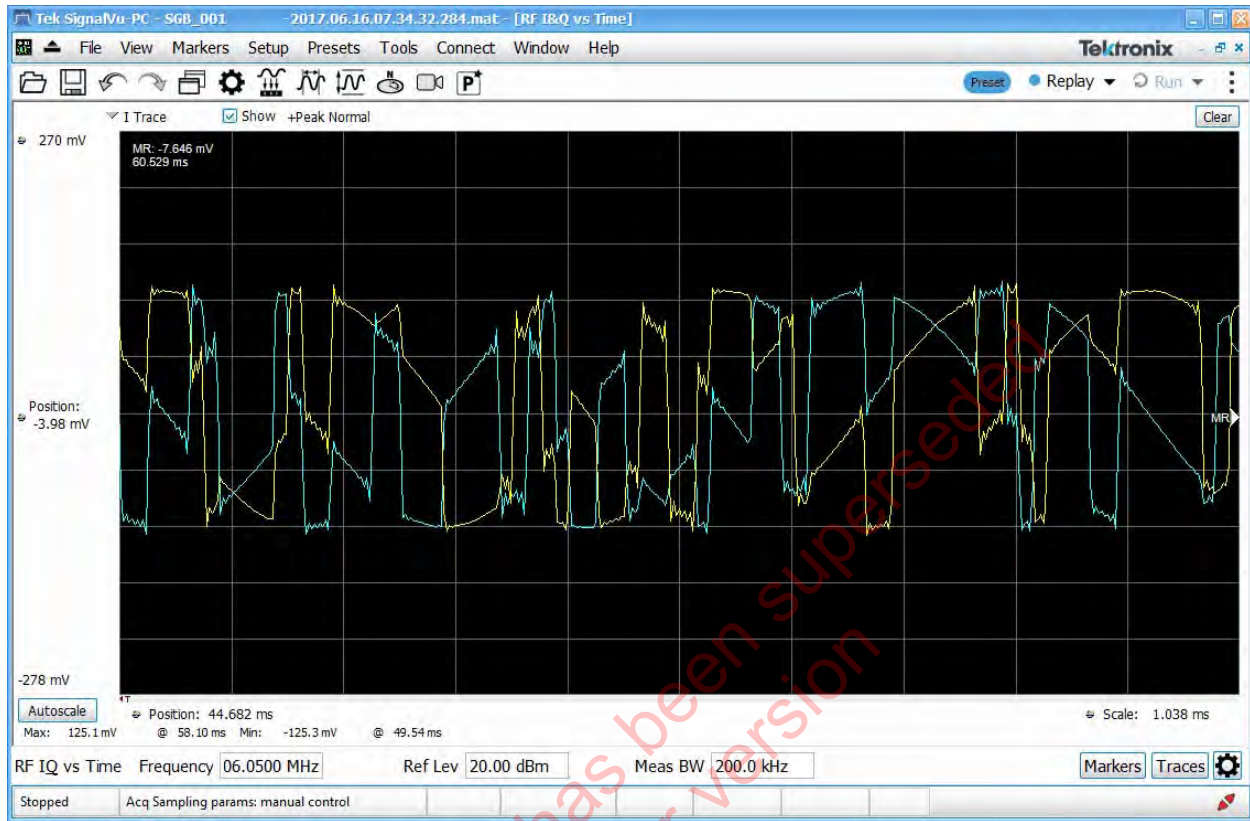 Tek SignalVu-PC - SGB_001 -2017.06.16.07.34.32.284.mat - [RF I&Q vs Time]
File View Markers Setup Presets Tools Connect Window Help Tektronix
Preset Replay Run
I Trace Show +Peak Normal Clear
270 mV
MR: -7.646 mV
60.529 ms
Position:
-3.98 mV
MR
-278 mV
T
Autoscale Position: 44.682 ms Scale: 1.038 ms
Max: 125.1 mV @ 58.10 ms Min: -125.3 mV @ 49.54 ms
RF IQ vs Time Frequency 06.0500 MHz Ref Lev 20.00 dBm Meas BW 200.0 kHz Markers Traces
Stopped Acq Sampling params: manual control
has been superseded
version